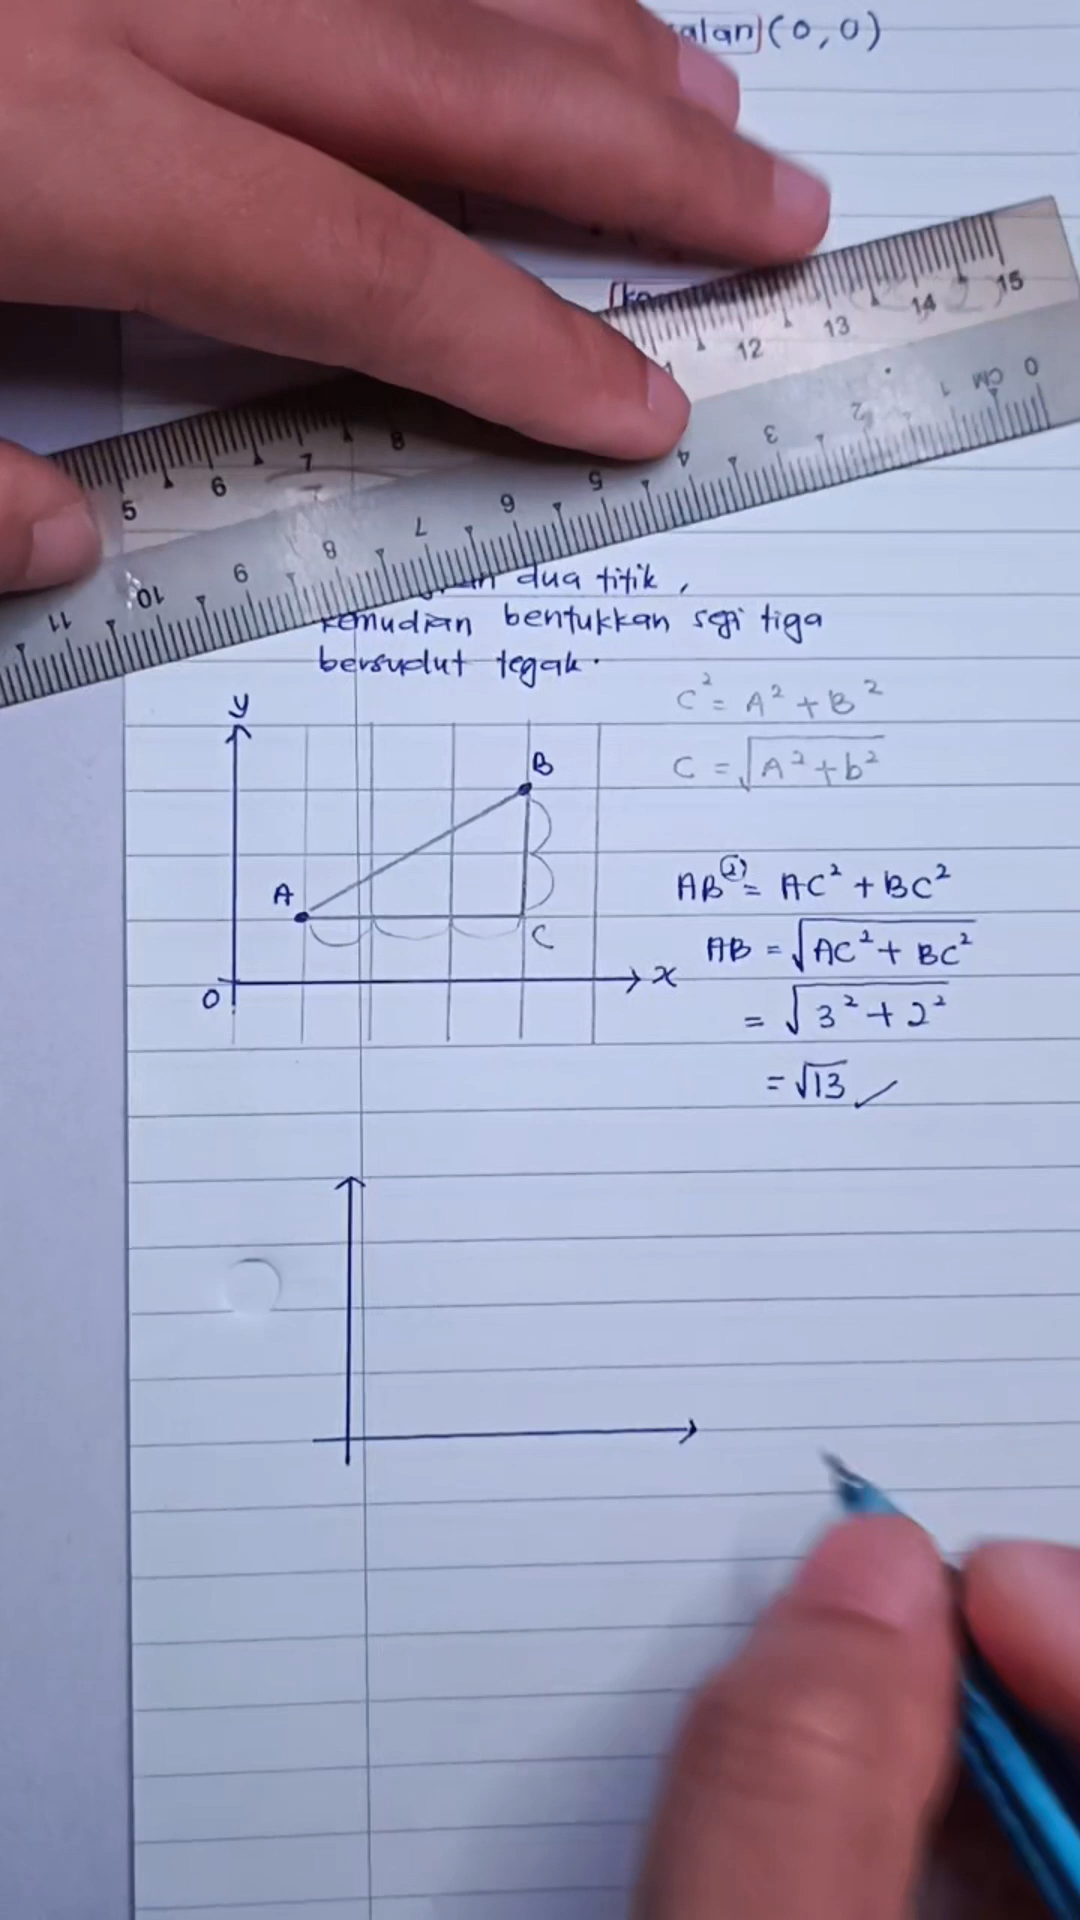 (0,0)
12 13 14 15
5 6 7 8
0 CM 1 2 3 4 5 6 7 8 9 10 11
dua titik,
kemudian bentukkan segi tiga
bersudut tegak.
C² = A² + B²
C = √A² + b²
y
B
A
C
O
x
AB² = AC² + BC²
AB = √AC² + BC²
= √3² + 2²
= √13 ✓